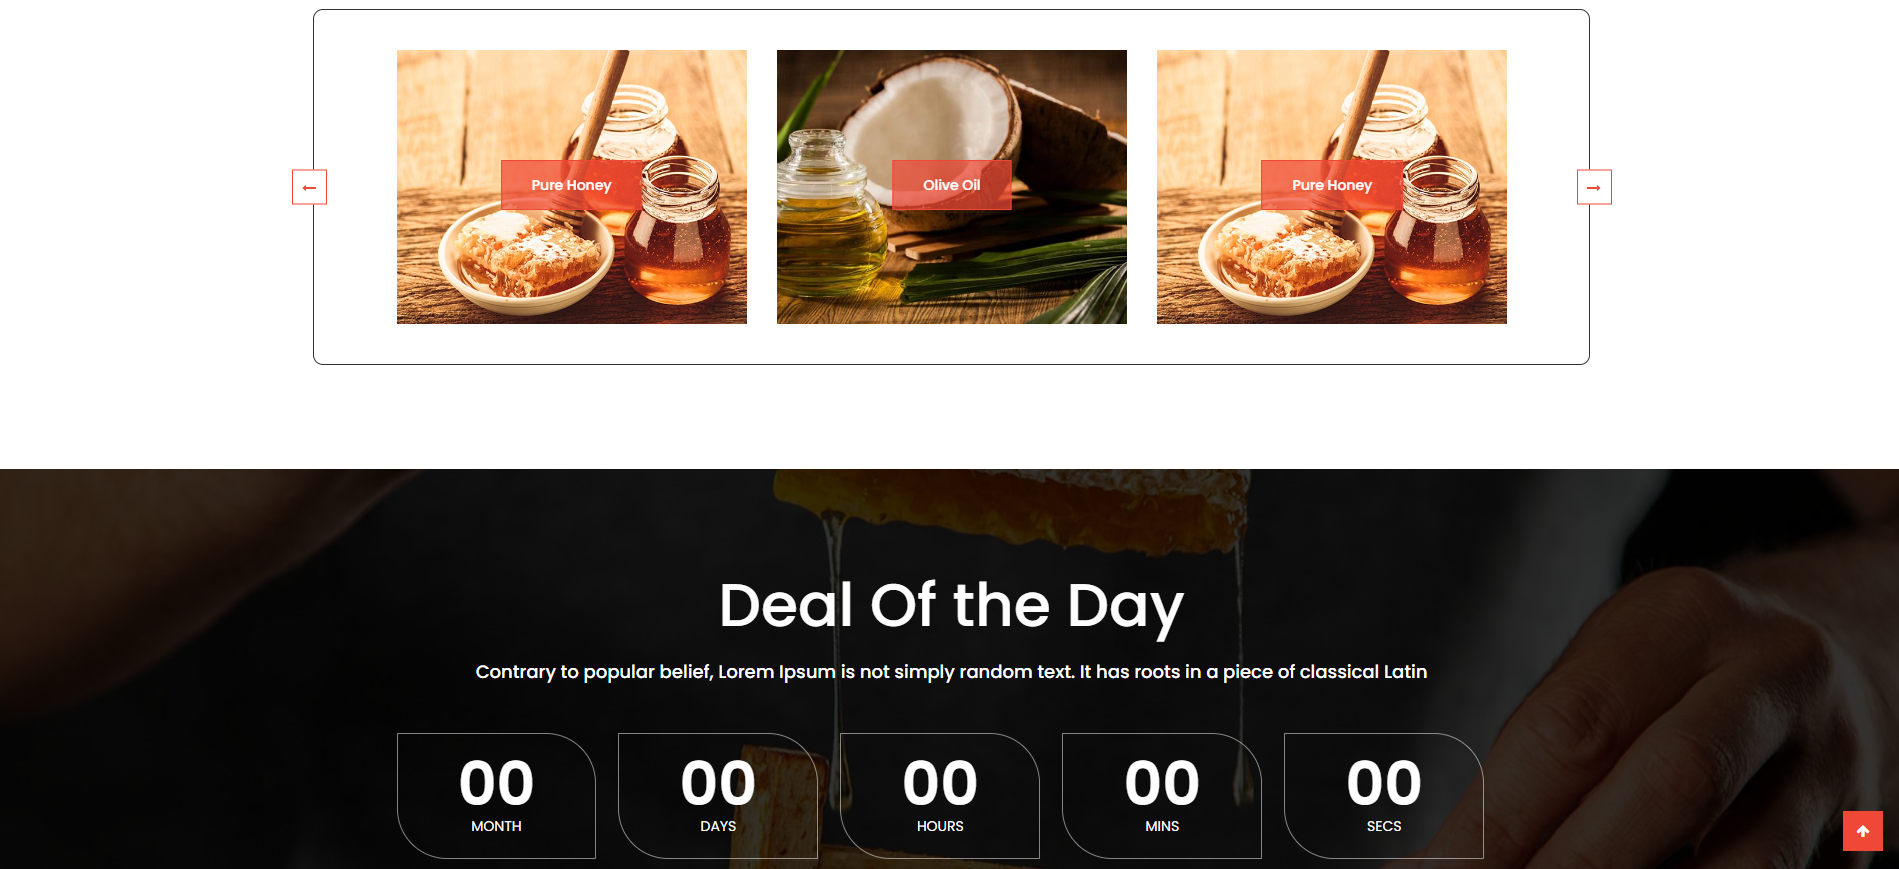 Pure Honey
Olive Oil
Pure Honey
Deal Of the Day
Contrary to popular belief, Lorem Ipsum is not simply random text. It has roots in a piece of classical Latin
00
00
00
00
00
MONTH
DAYS
HOURS
MINS
SECS